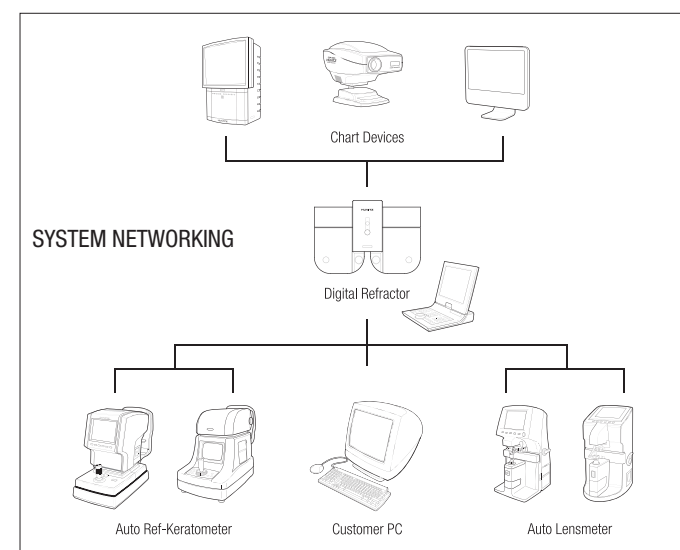 Chart Devices
SYSTEM NETWORKING
Digital Refractor
Auto Ref-Keratometer
Customer PC
Auto Lensmeter